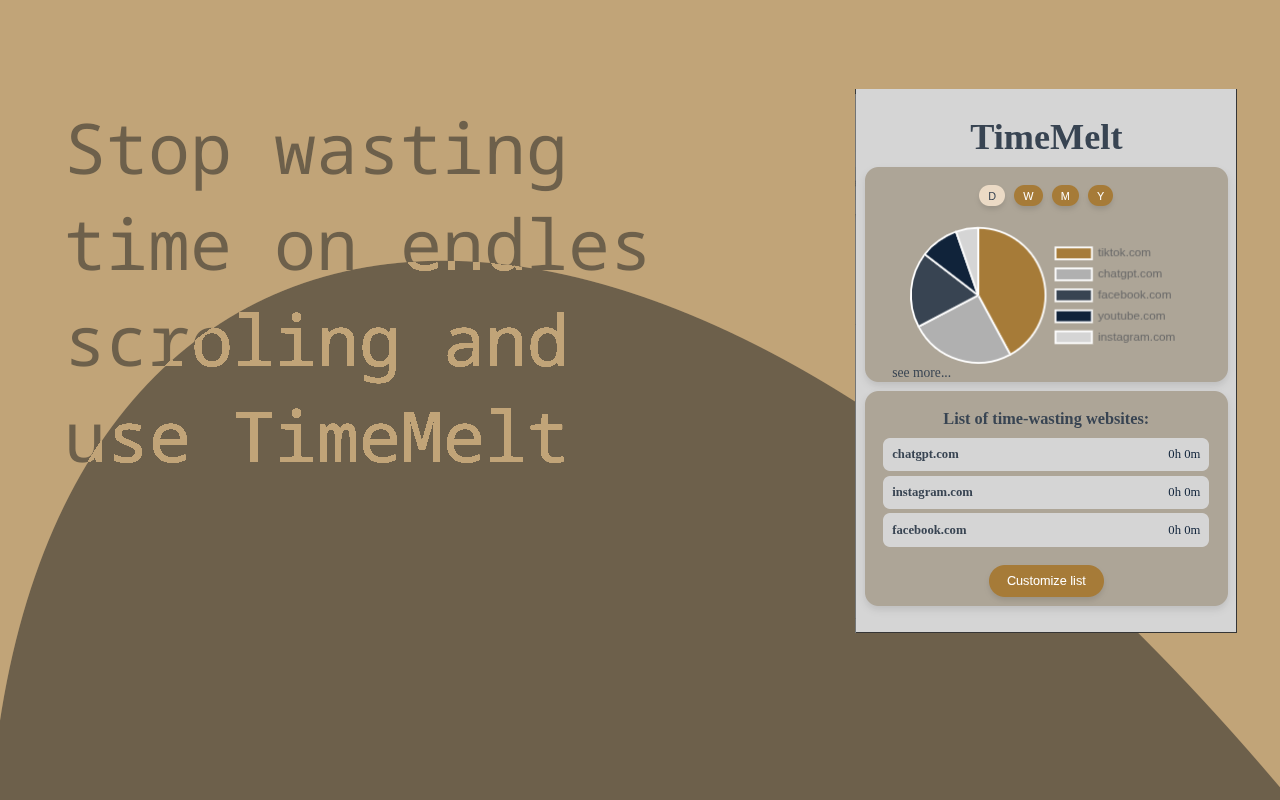 Stop wasting
time on endles
scroling and
use TimeMelt
TimeMelt
D W M Y
tiktok.com
chatgpt.com
facebook.com
youtube.com
instagram.com
see more...
List of time-wasting websites:
chatgpt.com 0h 0m
instagram.com 0h 0m
facebook.com 0h 0m
Customize list